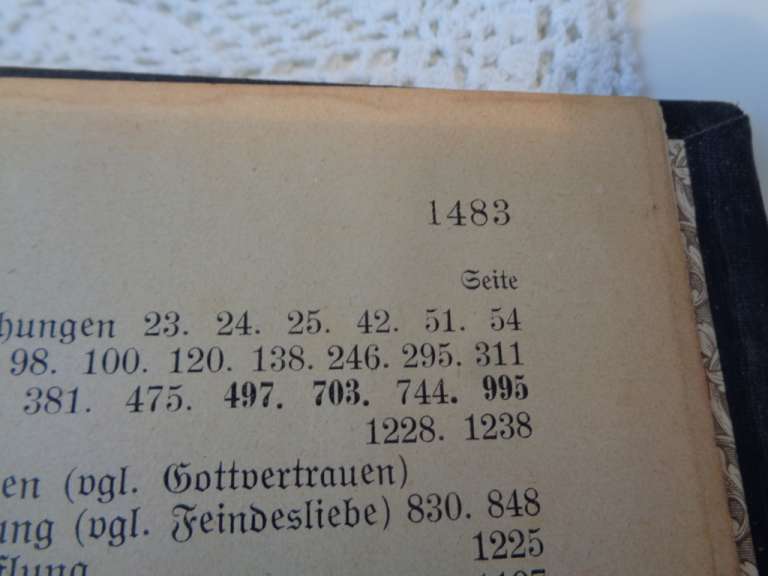 1483
Seite
hungen 23. 24. 25. 42. 51. 54
98. 100. 120. 138. 246. 295. 311
381. 475. 497. 703. 744. 995
1228. 1238
en (vgl. Gottvertrauen)
ung (vgl. Feindesliebe) 830. 848
1225
flung